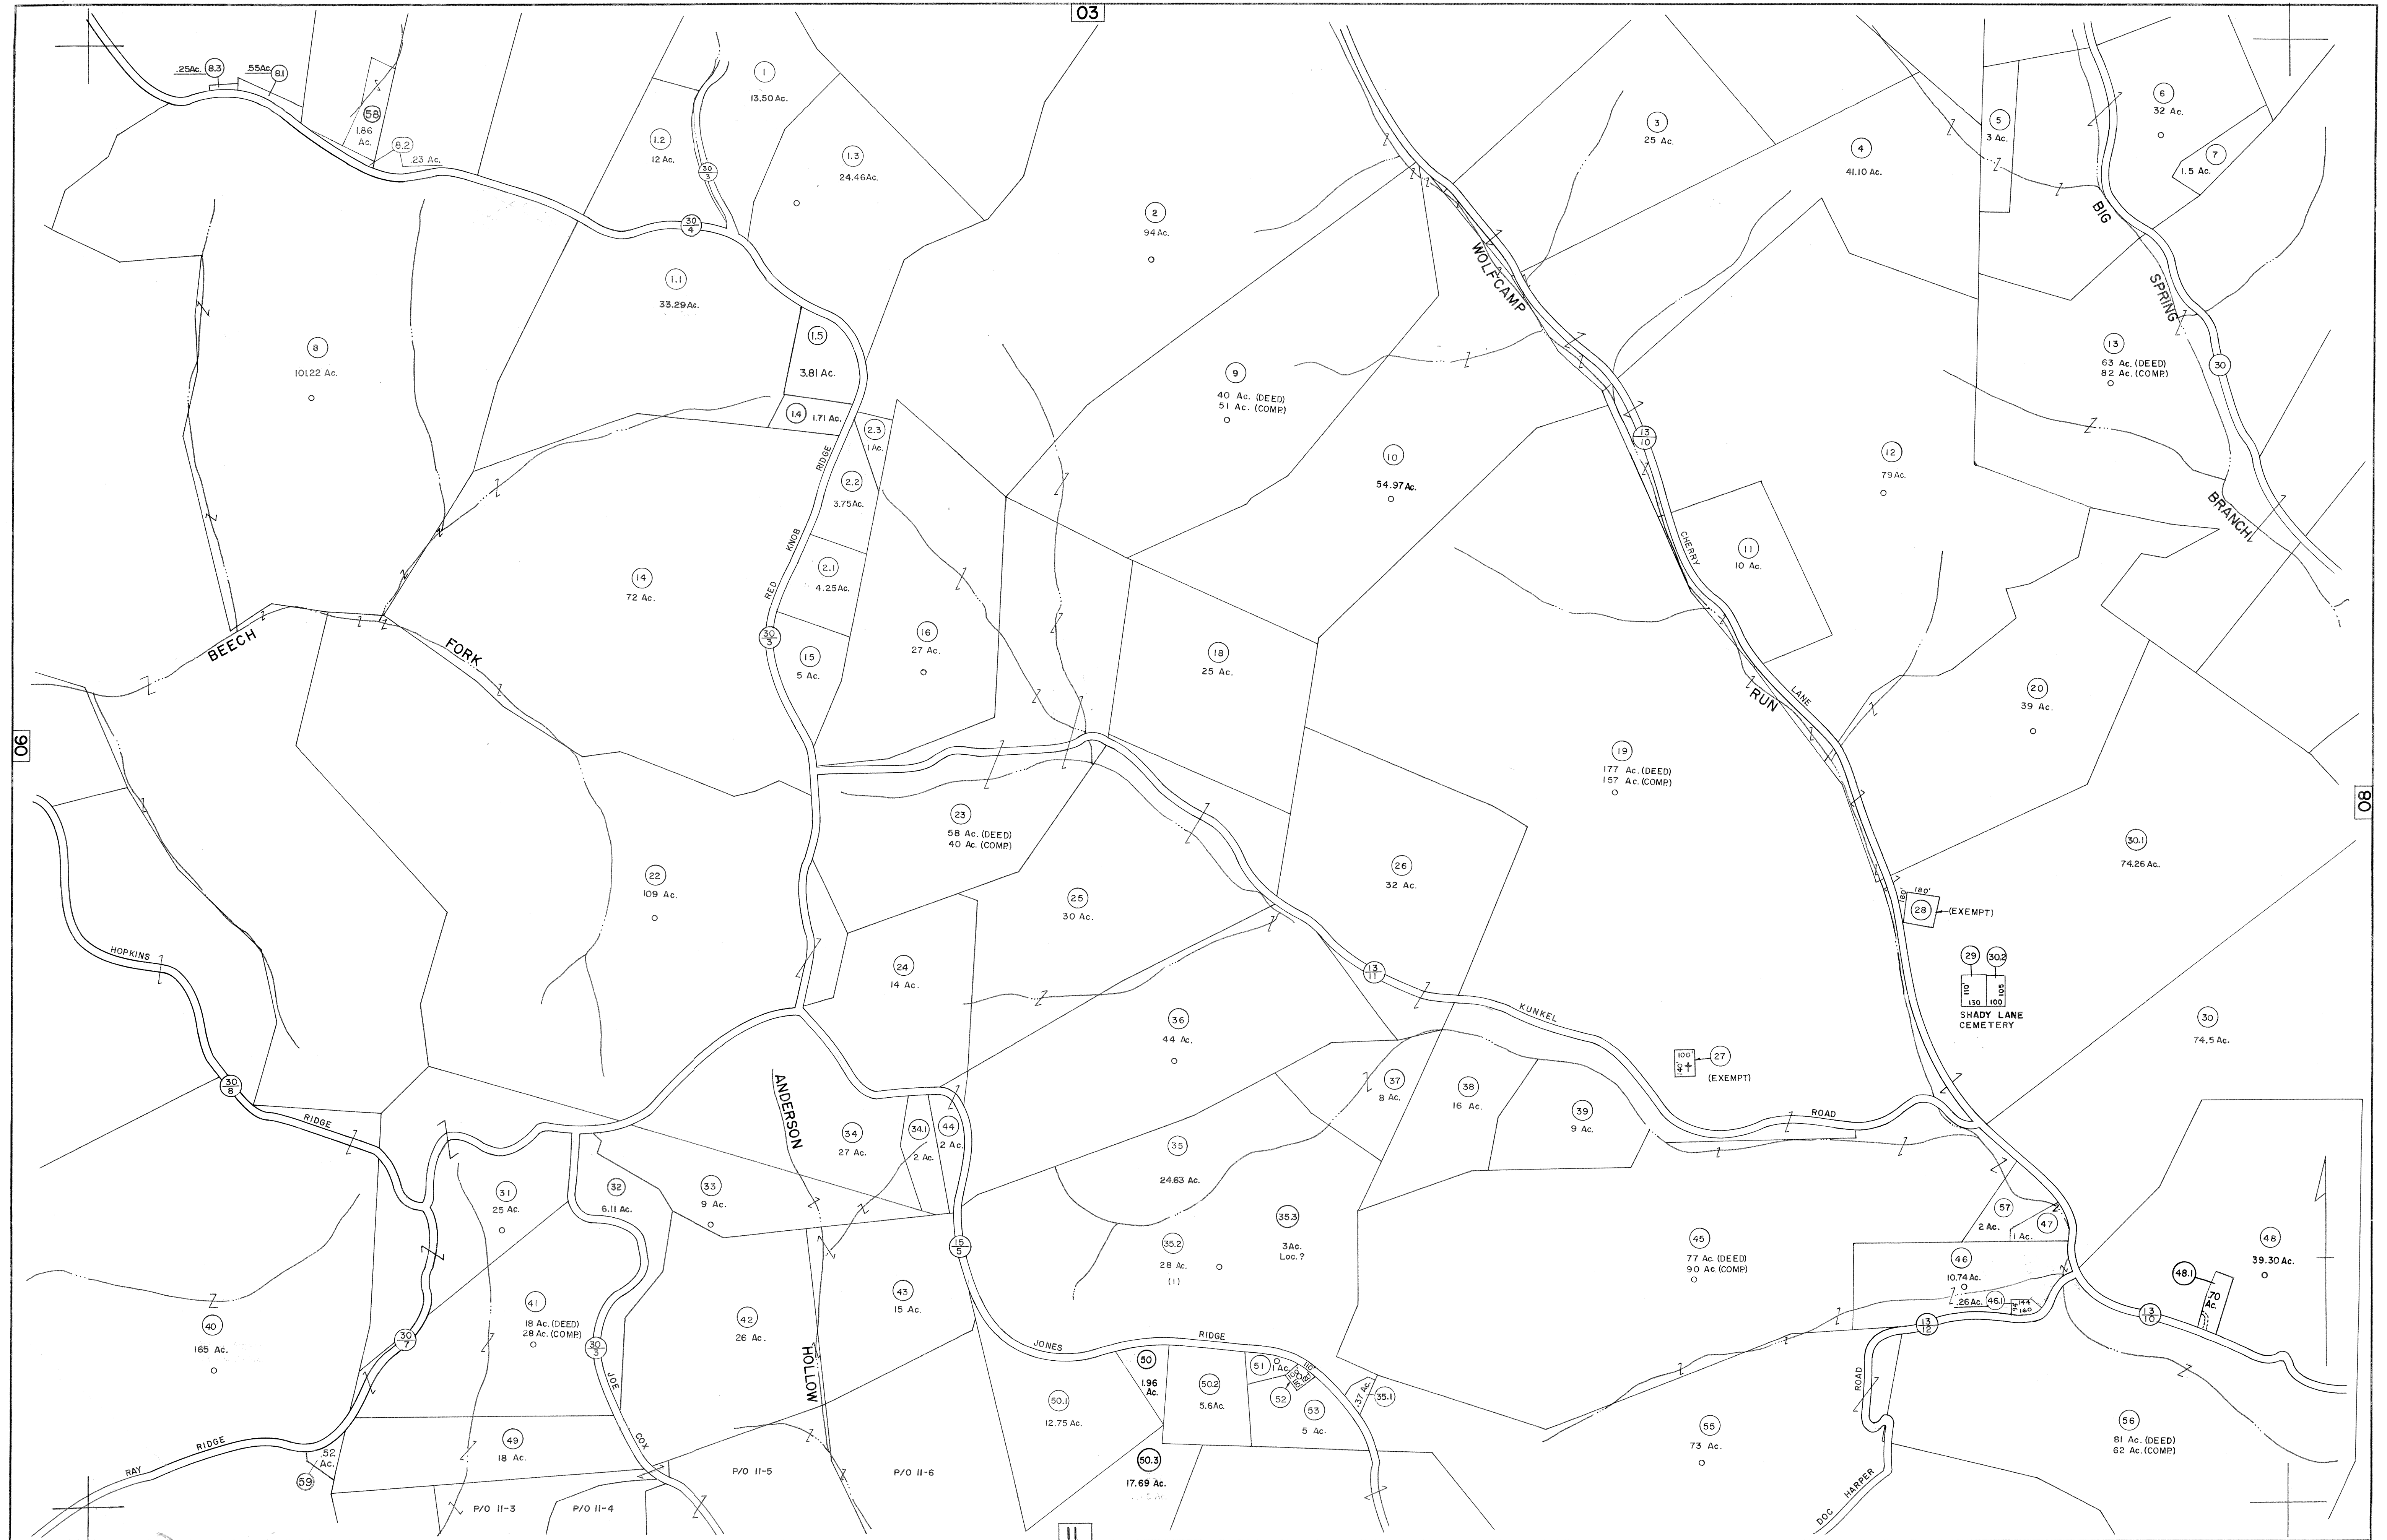 03
.25Ac. 8.3
.55Ac. 8.1
58
1.86
Ac.
8.2
.23 Ac.
1
13.50 Ac.
1.2
12 Ac.
30
3
1.3
24.46Ac.
30
4
1.1
33.29Ac.
2
94 Ac.
3
25 Ac.
4
41.10 Ac.
5
3 Ac.
6
32 Ac.
7
1.5 Ac.
BIG
SPRING
BRANCH
WOLFCAMP
RUN
8
101.22 Ac.
1.5
3.81 Ac.
1.4 1.71 Ac.
2.3
1 Ac.
RIDGE
KNOB
RED
2.2
3.75Ac.
2.1
4.25Ac.
9
40 Ac. (DEED)
51 Ac. (COMP.)
10
54.97Ac.
13
10
CHERRY
LANE
11
10 Ac.
12
79 Ac.
13
63 Ac. (DEED)
82 Ac. (COMP.)
30
14
72 Ac.
BEECH
FORK
30
3
15
5 Ac.
16
27 Ac.
18
25 Ac.
19
177 Ac. (DEED)
157 Ac. (COMP.)
20
39 Ac.
06
08
22
109 Ac.
23
58 Ac. (DEED)
40 Ac. (COMP.)
24
14 Ac.
25
30 Ac.
26
32 Ac.
30.1
74.26 Ac.
180'
180'
28 (EXEMPT)
29 30.2
110'
130
105
100
SHADY LANE
CEMETERY
30
74.5 Ac.
HOPKINS
30
8
RIDGE
13
11
KUNKEL
ROAD
100'
27
(EXEMPT)
36
44 Ac.
37
8 Ac.
38
16 Ac.
39
9 Ac.
ANDERSON
HOLLOW
34
27 Ac.
34.1
2 Ac.
44
2 Ac.
35
24.63 Ac.
35.3
3Ac.
Loc.?
35.2
28 Ac.
(1)
31
25 Ac.
32
6.11 Ac.
33
9 Ac.
15
5
45
77 Ac. (DEED)
90 Ac. (COMP)
57
2 Ac.
47
1 Ac.
46
10.74 Ac.
.26 Ac. 46.1
144
160
48
39.30 Ac.
48.1
.70
Ac.
13
10
13
12
40
165 Ac.
30
7
41
18 Ac. (DEED)
28 Ac. (COMP.)
30
3
JOE
COX
42
26 Ac.
43
15 Ac.
JONES
RIDGE
50
1.96
Ac.
50.1
12.75 Ac.
50.2
5.6Ac.
51
1 Ac.
52
53
5 Ac.
.37 Ac.
35.1
50.3
17.69 Ac.
RAY
RIDGE
.52
Ac.
59
49
18 Ac.
P/O 11-3
P/O 11-4
P/O 11-5
P/O 11-6
55
73 Ac.
56
81 Ac. (DEED)
62 Ac. (COMP.)
DOC HARPER
ROAD
11